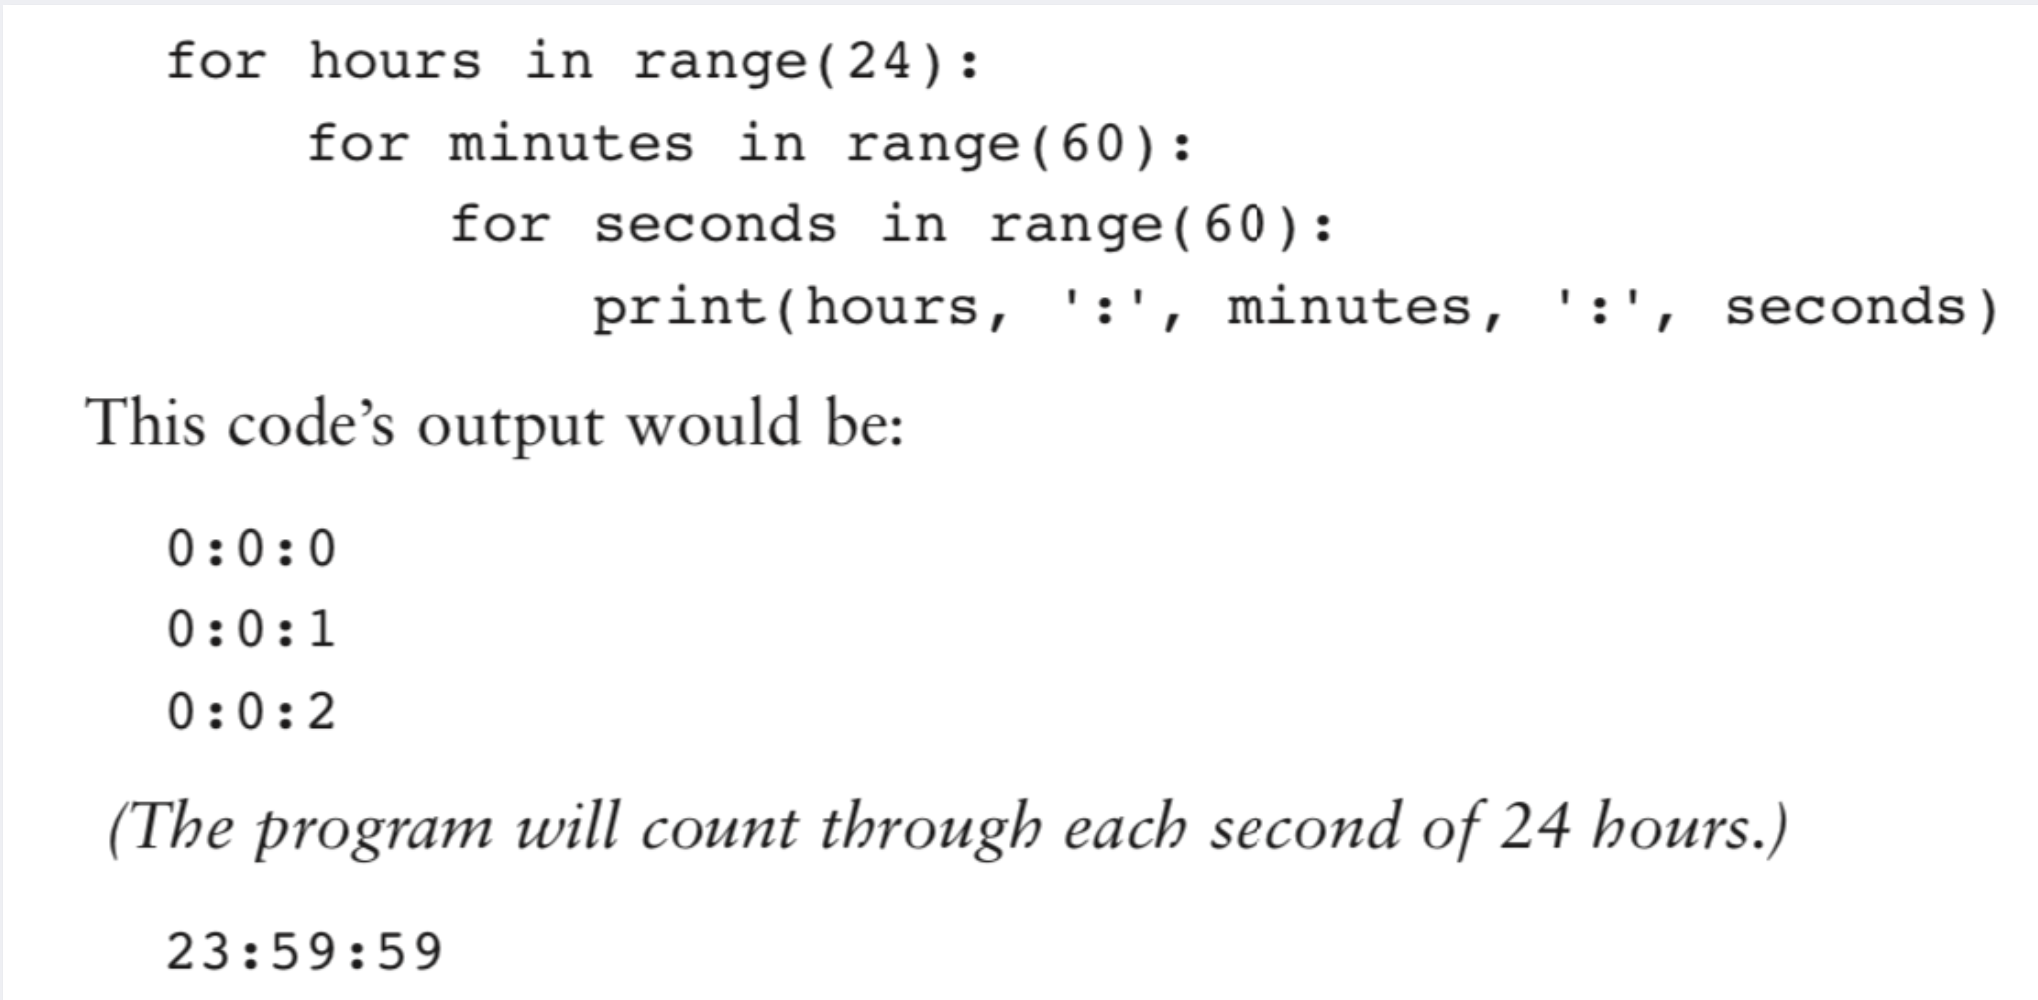 for hours in range(24):
    for minutes in range(60):
        for seconds in range(60):
            print(hours, ':', minutes, ':', seconds)
This code’s output would be:
0:0:0
0:0:1
0:0:2
(The program will count through each second of 24 hours.)
23:59:59